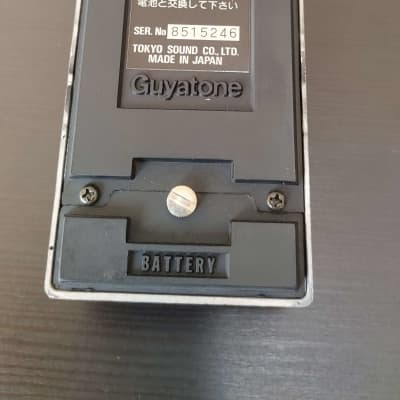 電池と交換して下さい
SER. No 8515246
TOKYO SOUND CO., LTD.
MADE IN JAPAN
Guyatone
BATTERY